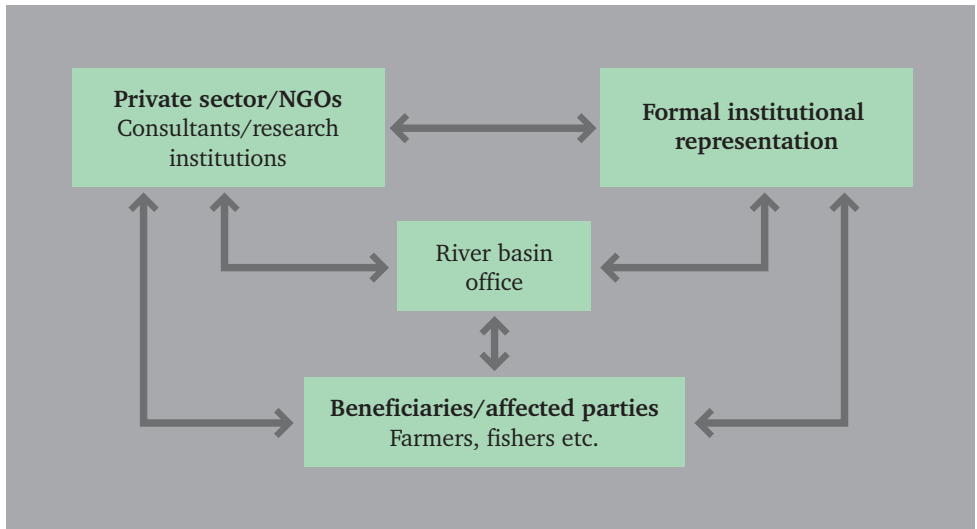 Private sector/NGOs
Consultants/research
institutions
Formal institutional
representation
River basin
office
Beneficiaries/affected parties
Farmers, fishers etc.